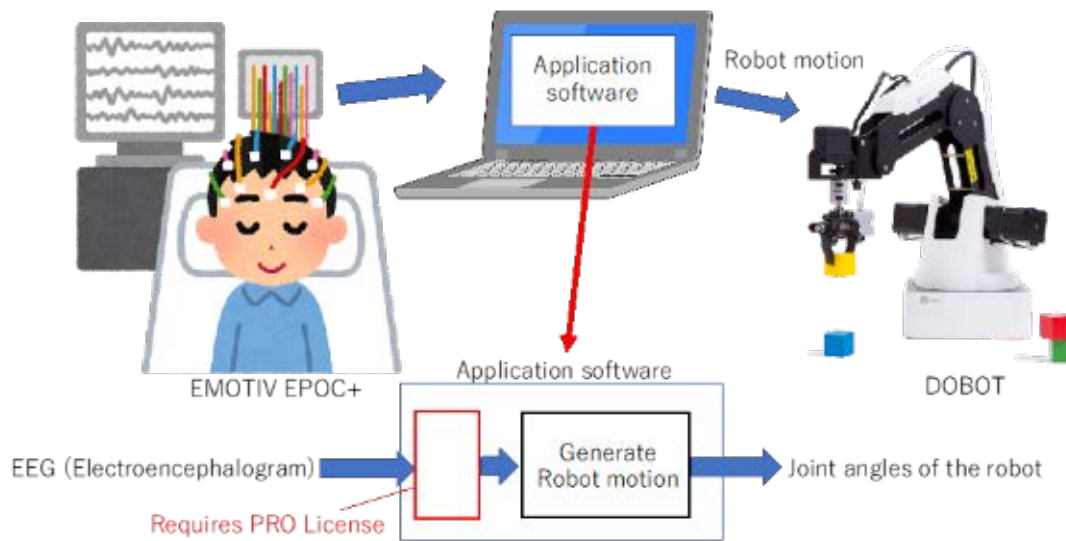 Application
software
Robot motion
EMOTIV EPOC+
Application software
DOBOT
EEG (Electroencephalogram)
Generate
Robot motion
Joint angles of the robot
Requires PRO License